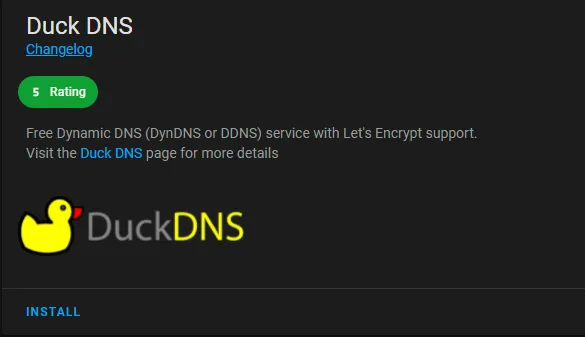 Duck DNS
Changelog
5 Rating
Free Dynamic DNS (DynDNS or DDNS) service with Let's Encrypt support.
Visit the Duck DNS page for more details
DuckDNS
INSTALL